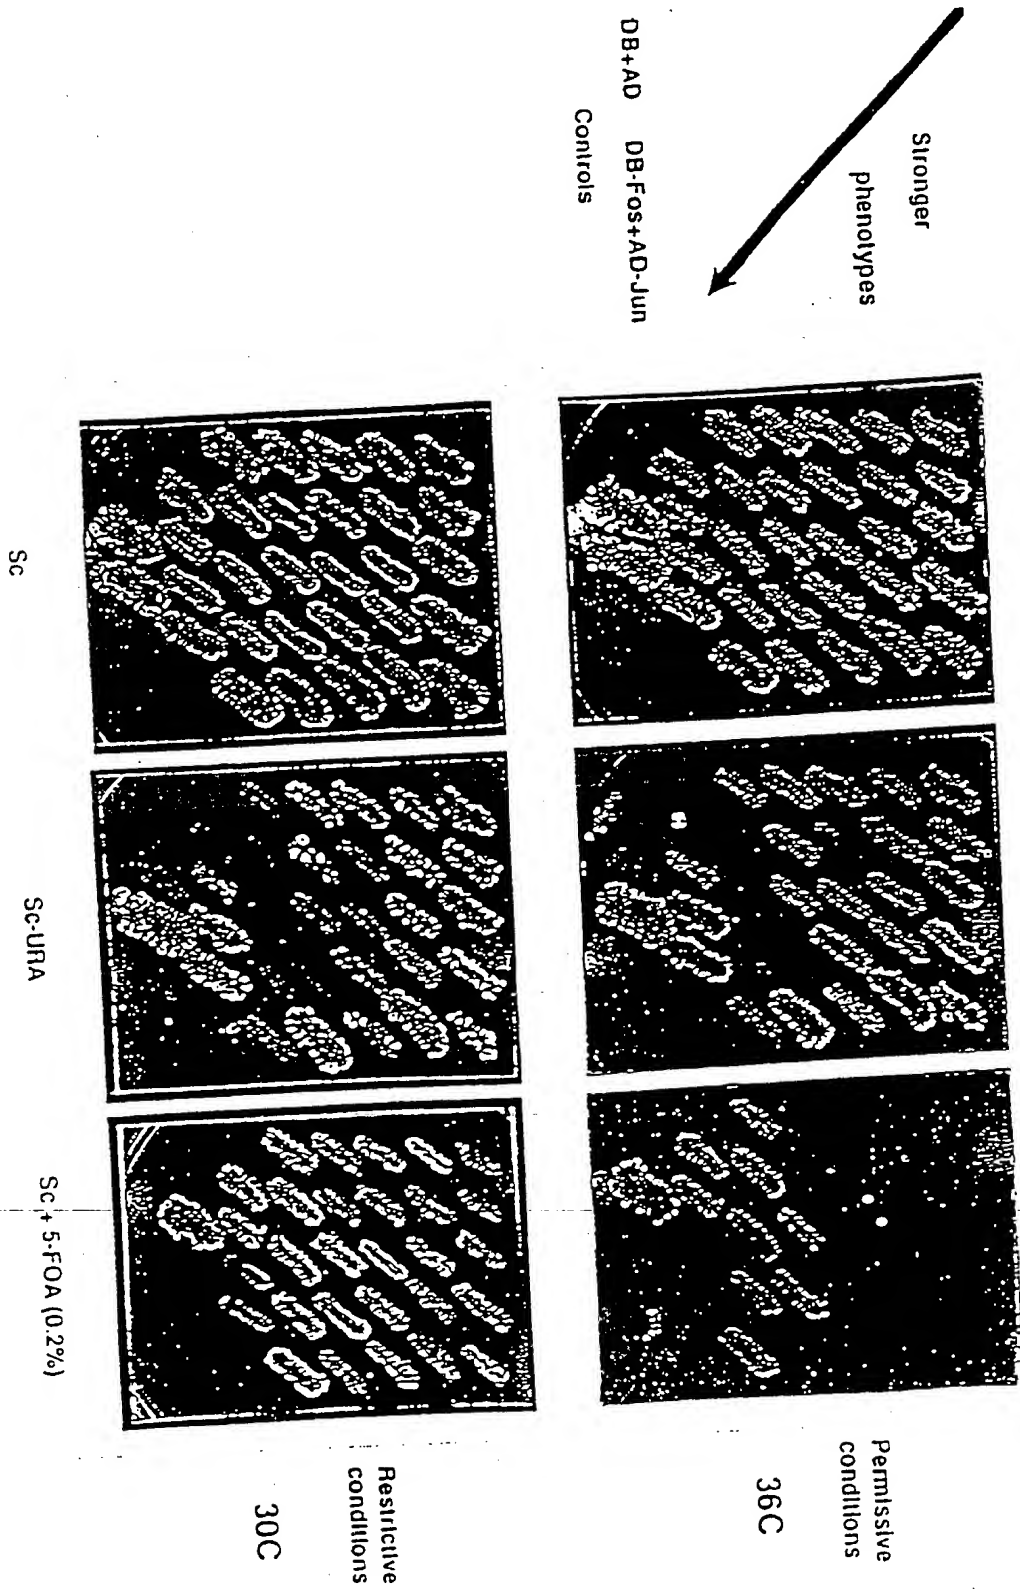 Stronger
phenotypes
DB+AD DB-Fos+AD-Jun
Controls
Permissive
conditions
36C
Restrictive
conditions
30C
Sc
Sc-URA
Sc + 5-FOA (0.2%)